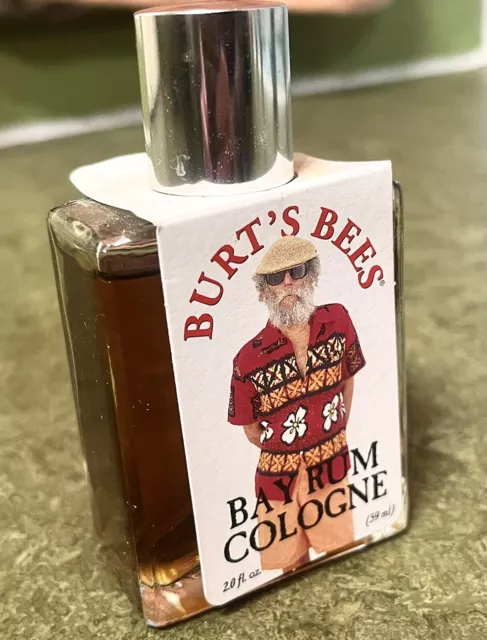 BURT'S BEES®
BAY RUM
COLOGNE
2.0 fl. oz. (59 ml)